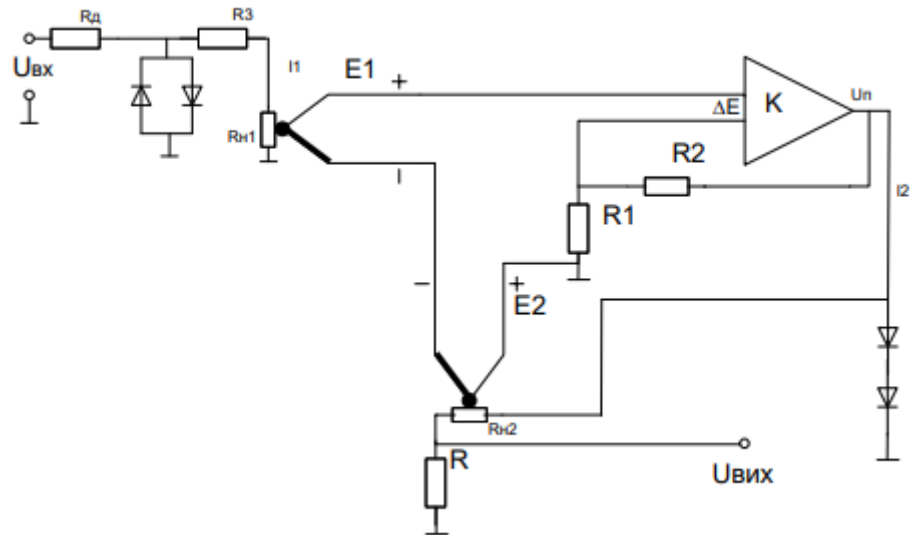 Rд
R3
Uвх
I1
E1
+
Rн1
ΔE
K
Uп
I
R2
I2
R1
–
+
E2
Rн2
R
Uвих